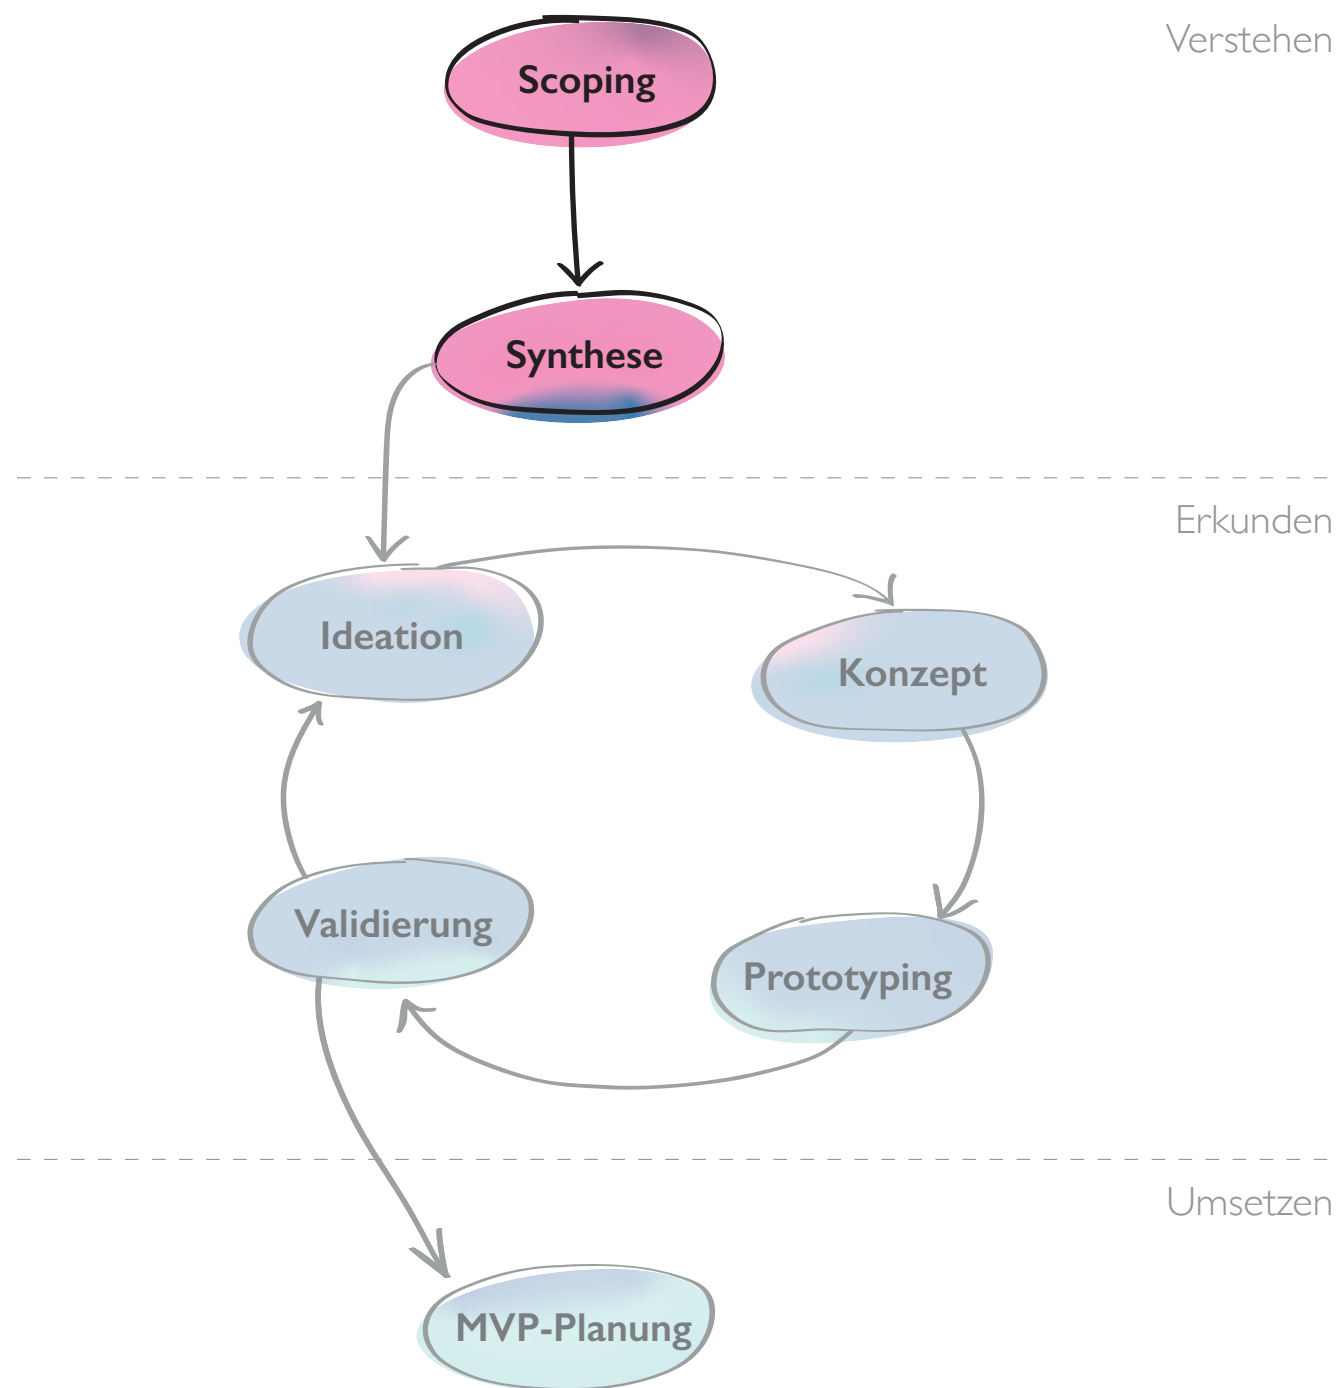 Verstehen
Scoping
Synthese
Erkunden
Ideation
Konzept
Validierung
Prototyping
Umsetzen
MVP-Planung